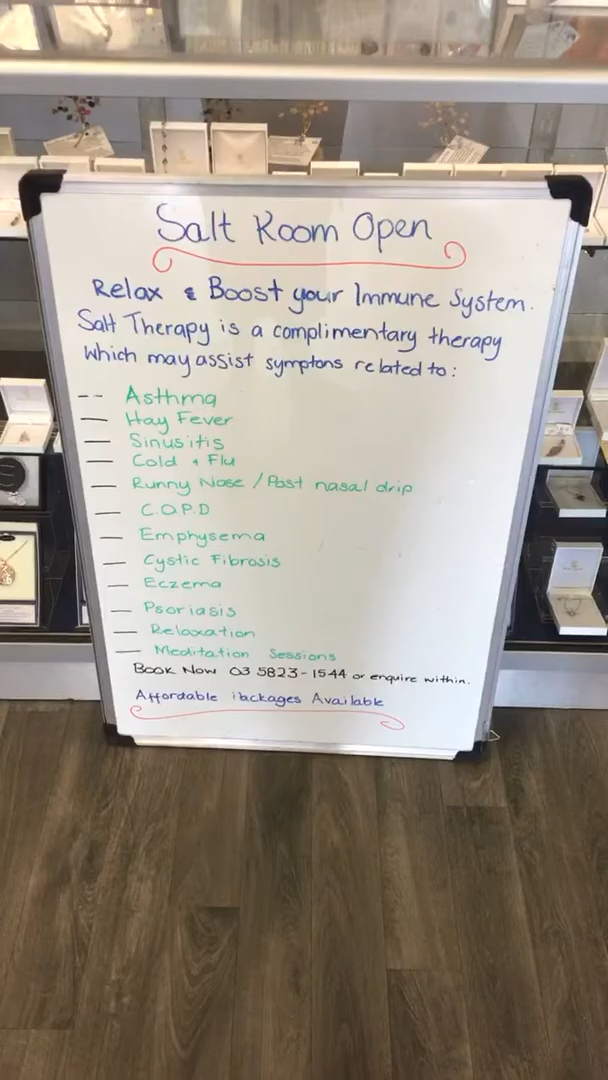 Salt Room Open
Relax & Boost your Immune System.
Salt Therapy is a complimentary therapy
which may assist symptons related to:
-- Asthma
— Hay Fever
— Sinusitis
— Cold + Flu
— Runny Nose / Post nasal drip
— C.O.P.D
— Emphysema
— Cystic Fibrosis
— Eczema
— Psoriasis
— Relaxation
— Meditation Sessions
Book Now 03 5823-1544 or enquire within.
Affordable Packages Available